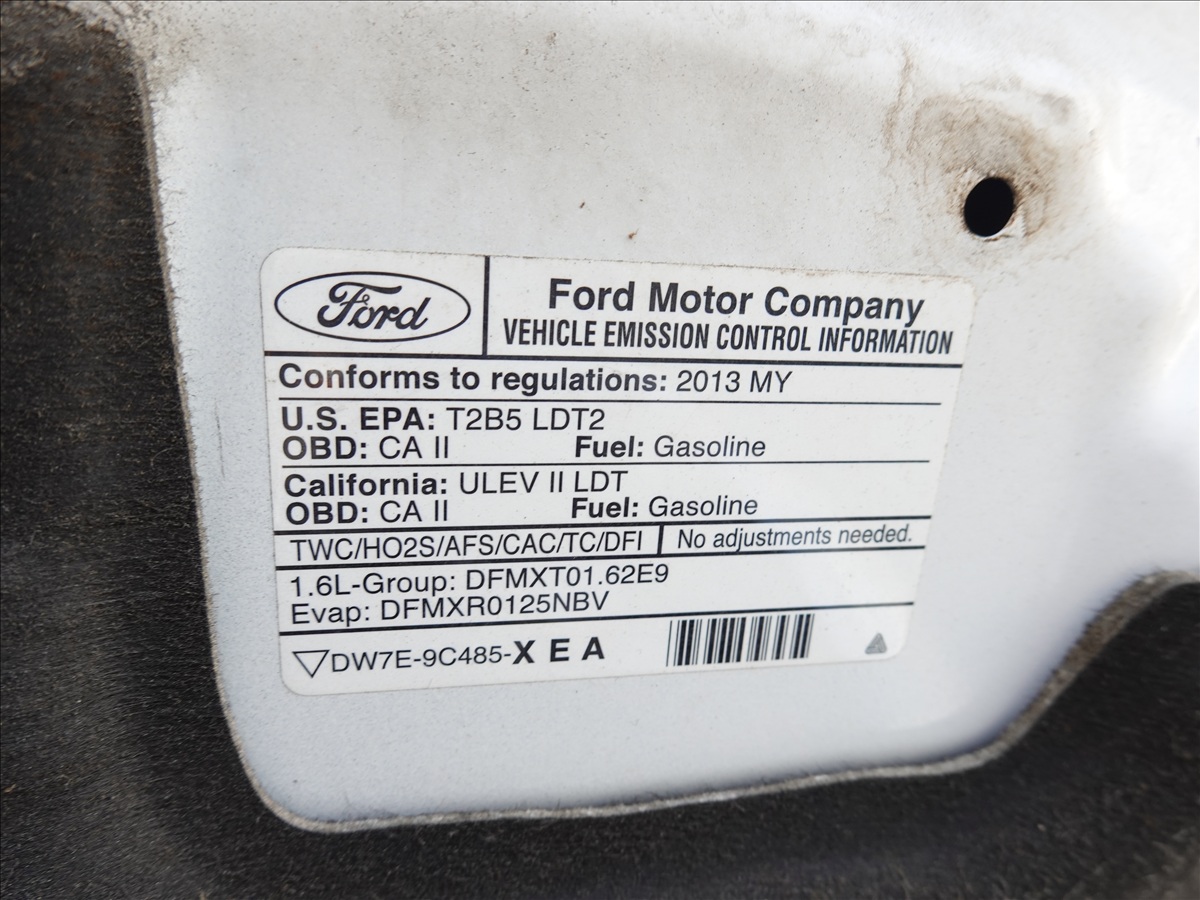 Ford
Ford Motor Company
VEHICLE EMISSION CONTROL INFORMATION
Conforms to regulations: 2013 MY
U.S. EPA: T2B5 LDT2
OBD: CA II Fuel: Gasoline
California: ULEV II LDT
OBD: CA II Fuel: Gasoline
TWC/HO2S/AFS/CAC/TC/DFI No adjustments needed.
1.6L-Group: DFMXT01.62E9
Evap: DFMXR0125NBV
DW7E-9C485-X E A